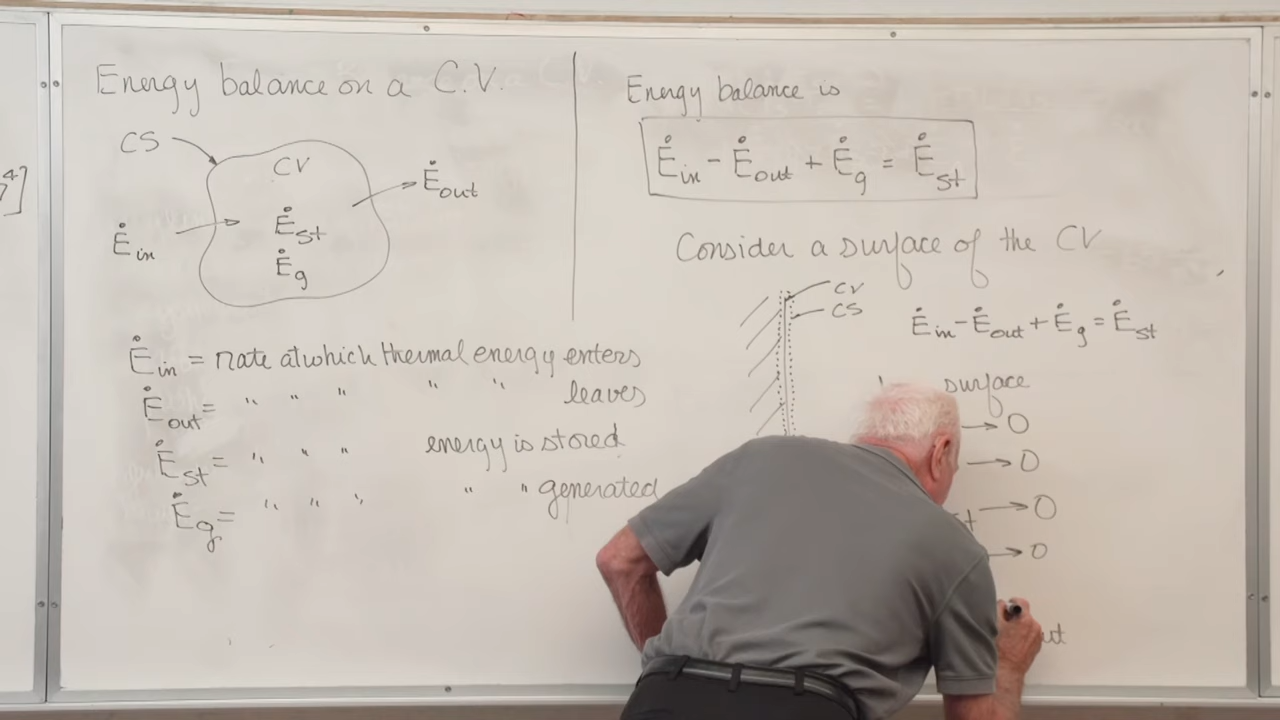 4]
Energy balance on a C.V.
CS
CV
Ėout
Ėst
Ėin
Ėg
Ėin = rate at which thermal energy enters
Ėout = " " " " " leaves
Ėst = " " " energy is stored
Ėg = " " " " " generated
Energy balance is
Ėin - Ėout + Ėg = Ėst
Consider a surface of the CV
CV
CS
Ėin - Ėout + Ėg = Ėst
surface
→ 0
→ 0
t → 0
→ 0
ut